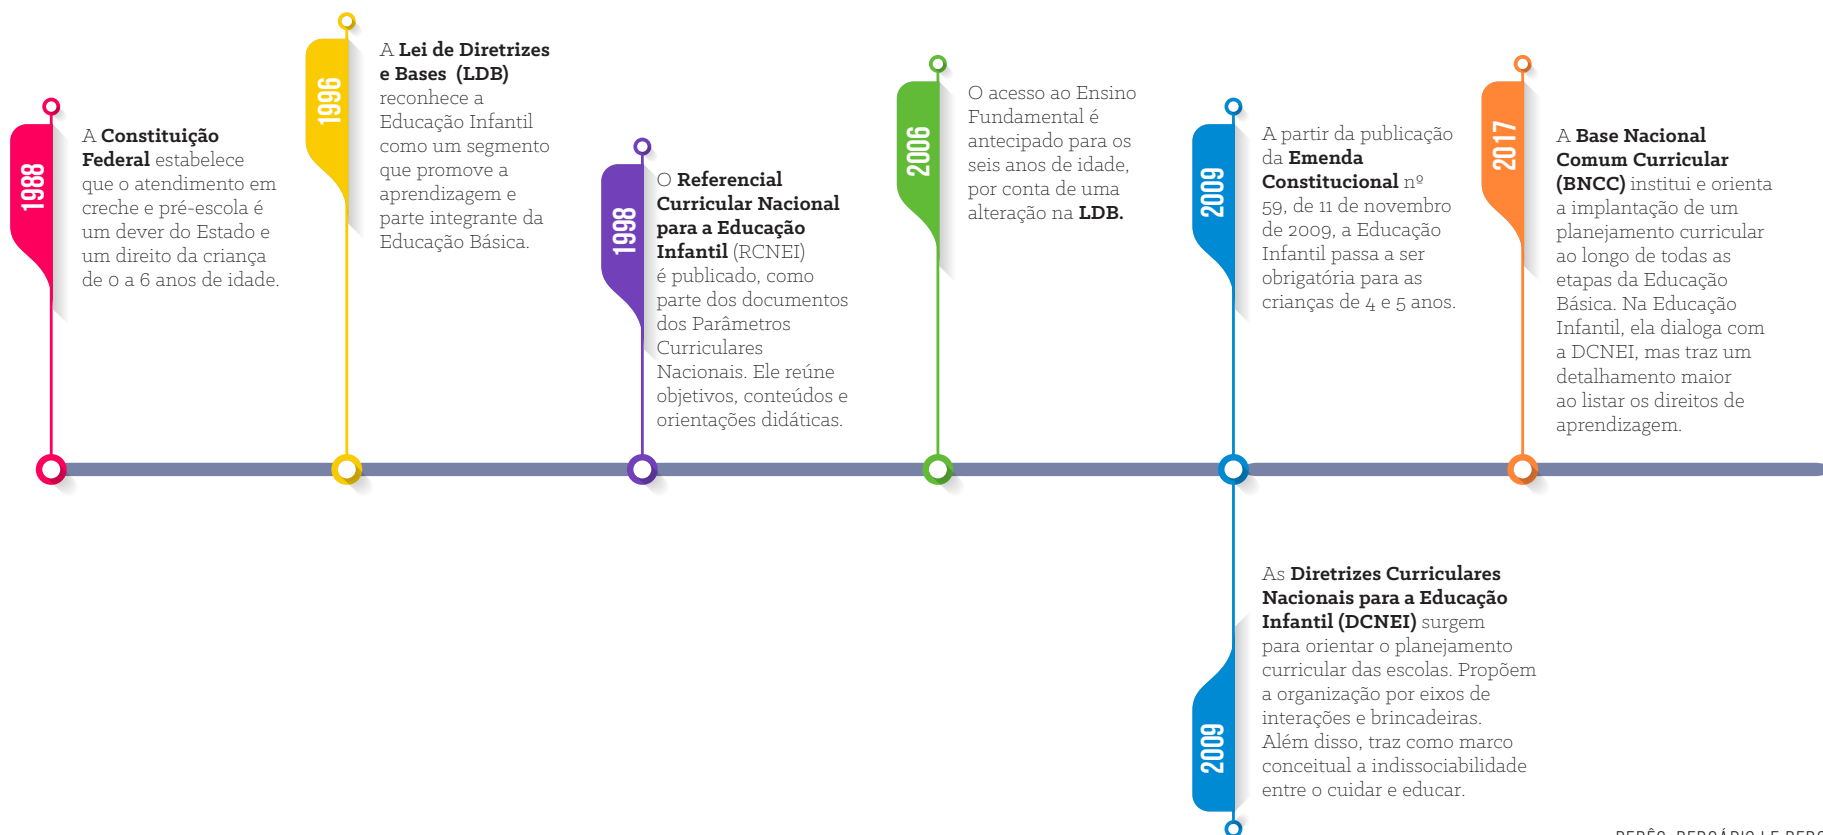 1988
A Constituição
Federal estabelece
que o atendimento em
creche e pré-escola é
um dever do Estado e
um direito da criança
de 0 a 6 anos de idade.
1996
A Lei de Diretrizes
e Bases (LDB)
reconhece a
Educação Infantil
como um segmento
que promove a
aprendizagem e
parte integrante da
Educação Básica.
1998
O Referencial
Curricular Nacional
para a Educação
Infantil (RCNEI)
é publicado, como
parte dos documentos
dos Parâmetros
Curriculares
Nacionais. Ele reúne
objetivos, conteúdos e
orientações didáticas.
2006
O acesso ao Ensino
Fundamental é
antecipado para os
seis anos de idade,
por conta de uma
alteração na LDB.
2009
A partir da publicação
da Emenda
Constitucional nº
59, de 11 de novembro
de 2009, a Educação
Infantil passa a ser
obrigatória para as
crianças de 4 e 5 anos.
2017
A Base Nacional
Comum Curricular
(BNCC) institui e orienta
a implantação de um
planejamento curricular
ao longo de todas as
etapas da Educação
Básica. Na Educação
Infantil, ela dialoga com
a DCNEI, mas traz um
detalhamento maior
ao listar os direitos de
aprendizagem.
2009
As Diretrizes Curriculares
Nacionais para a Educação
Infantil (DCNEI) surgem
para orientar o planejamento
curricular das escolas. Propõem
a organização por eixos de
interações e brincadeiras.
Além disso, traz como marco
conceitual a indissociabilidade
entre o cuidar e educar.